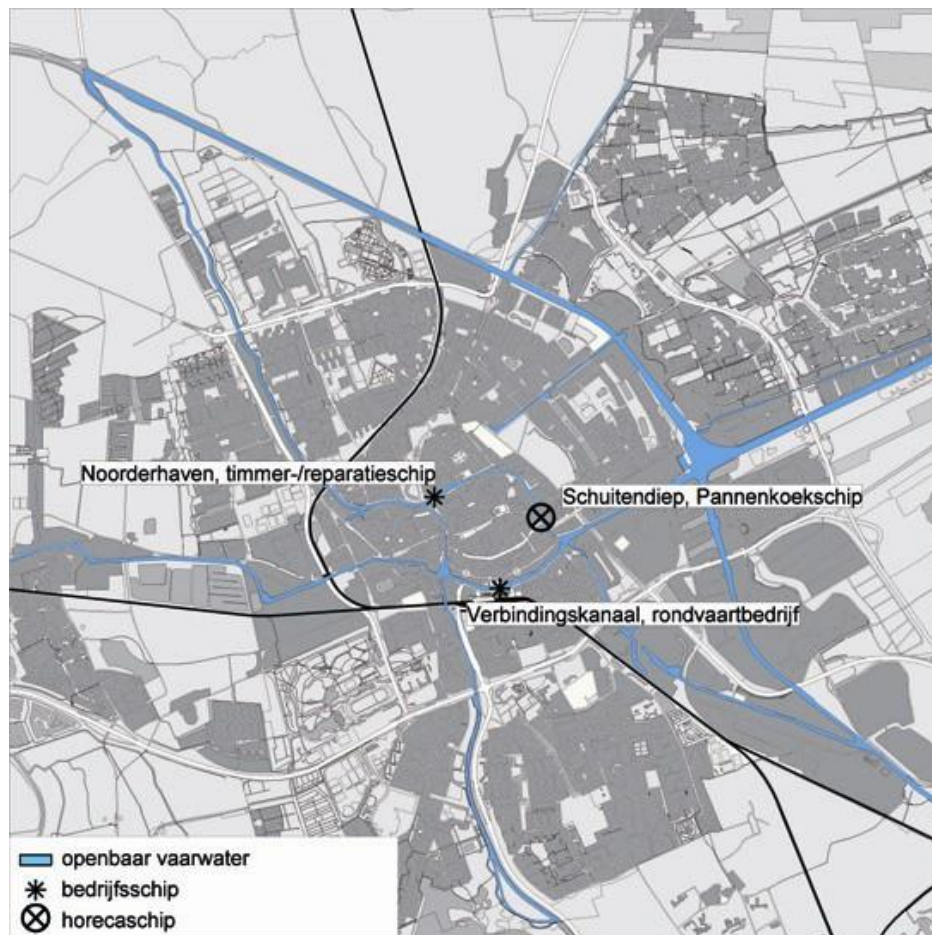 Noorderhaven, timmer-/reparatieschip
Schuitendiep, Pannenkoekschip
Verbindingskanaal, rondvaartbedrijf
openbaar vaarwater
bedrijfsschip
horecaschip